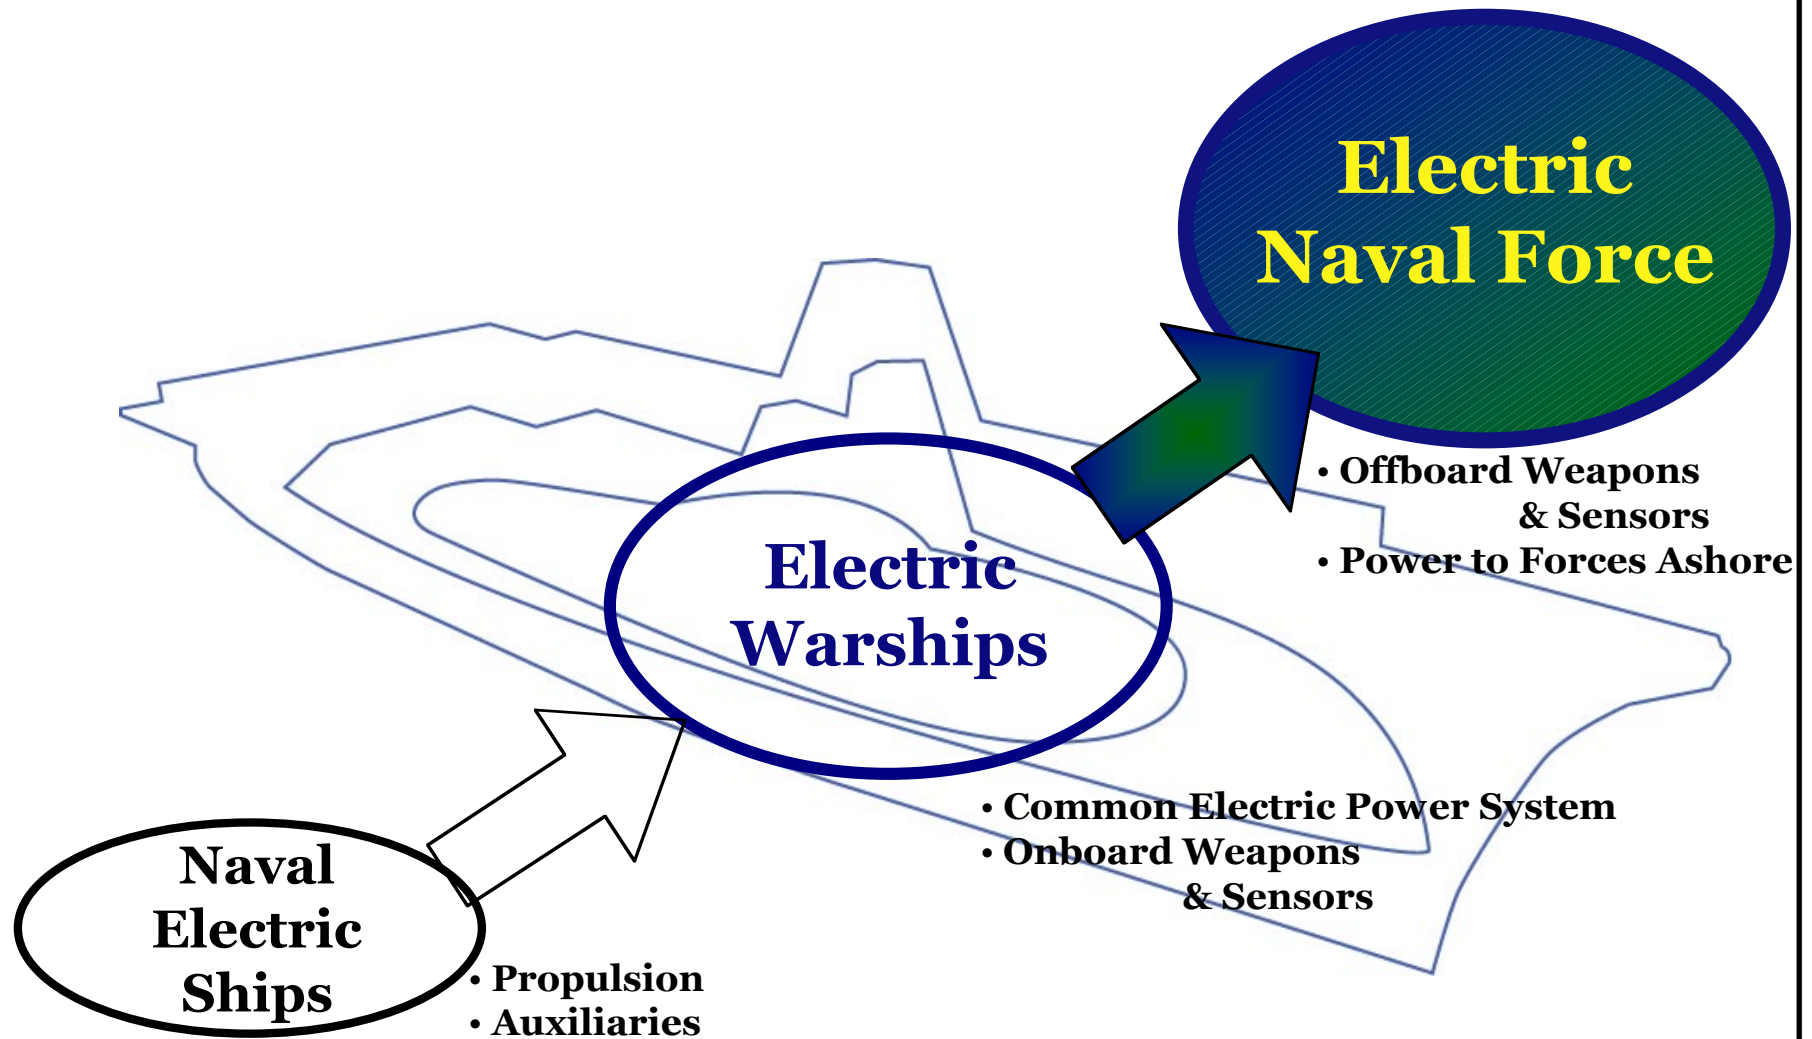 Electric
Naval Force
• Offboard Weapons
& Sensors
• Power to Forces Ashore
Electric
Warships
• Common Electric Power System
• Onboard Weapons
& Sensors
Naval
Electric
Ships
• Propulsion
• Auxiliaries